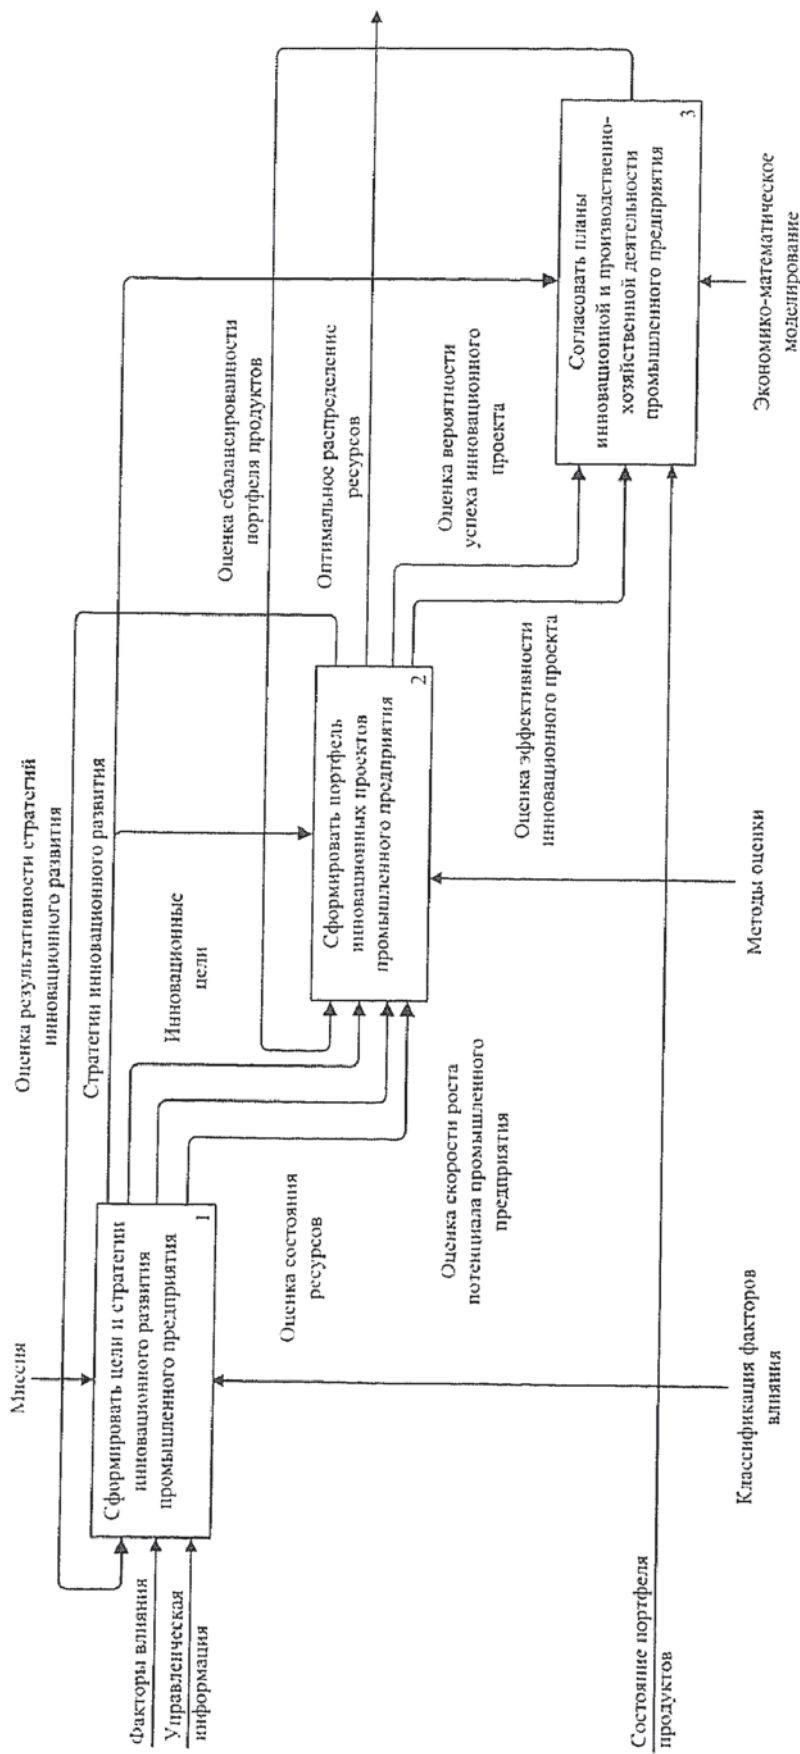 Оценка результативности стратегий
инновационного развития
Миссия
Стратегии инновационного развития
Факторы влияния
Управленческая
информация
Сформировать цели и стратегии
инновационного развития
промышленного предприятия
1
Инновационные
цели
Оценка состояния
ресурсов
Оценка скорости роста
потенциала промышленного
предприятия
Классификация факторов
влияния
Оценка сбалансированности
портфеля продуктов
Оптимальное распределение
ресурсов
Сформировать портфель
инновационных проектов
промышленного предприятия
2
Оценка вероятности
успеха инновационного
проекта
Оценка эффективности
инновационного проекта
Методы оценки
Согласовать планы
инновационной и производственно-
хозяйственной деятельности
промышленного предприятия
3
Экономико-математическое
моделирование
Состояние портфеля
продуктов